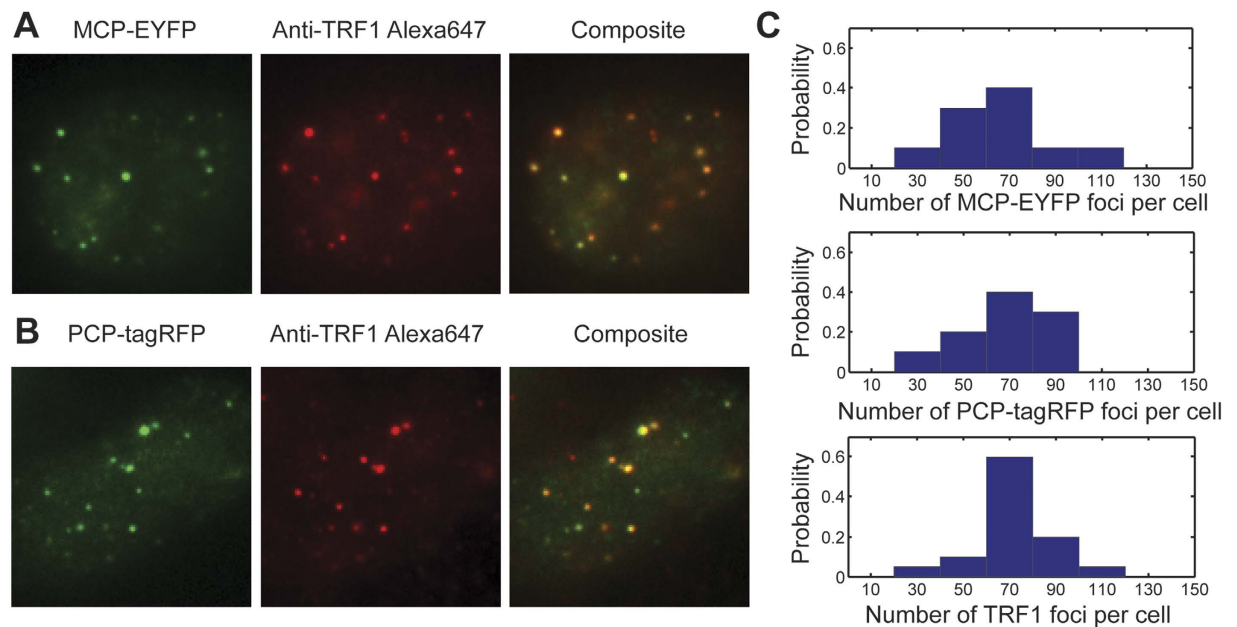 A
MCP-EYFP
Anti-TRF1 Alexa647
Composite
B
PCP-tagRFP
Anti-TRF1 Alexa647
Composite
C
Probability
0.6
0.4
0.2
0
10 30 50 70 90 110 130 150
Number of MCP-EYFP foci per cell
Probability
0.6
0.4
0.2
0
10 30 50 70 90 110 130 150
Number of PCP-tagRFP foci per cell
Probability
0.6
0.4
0.2
0
10 30 50 70 90 110 130 150
Number of TRF1 foci per cell